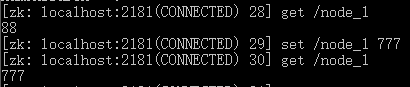 [zk: localhost:2181(CONNECTED) 28] get /node_1
88
[zk: localhost:2181(CONNECTED) 29] set /node_1 777
[zk: localhost:2181(CONNECTED) 30] get /node_1
777